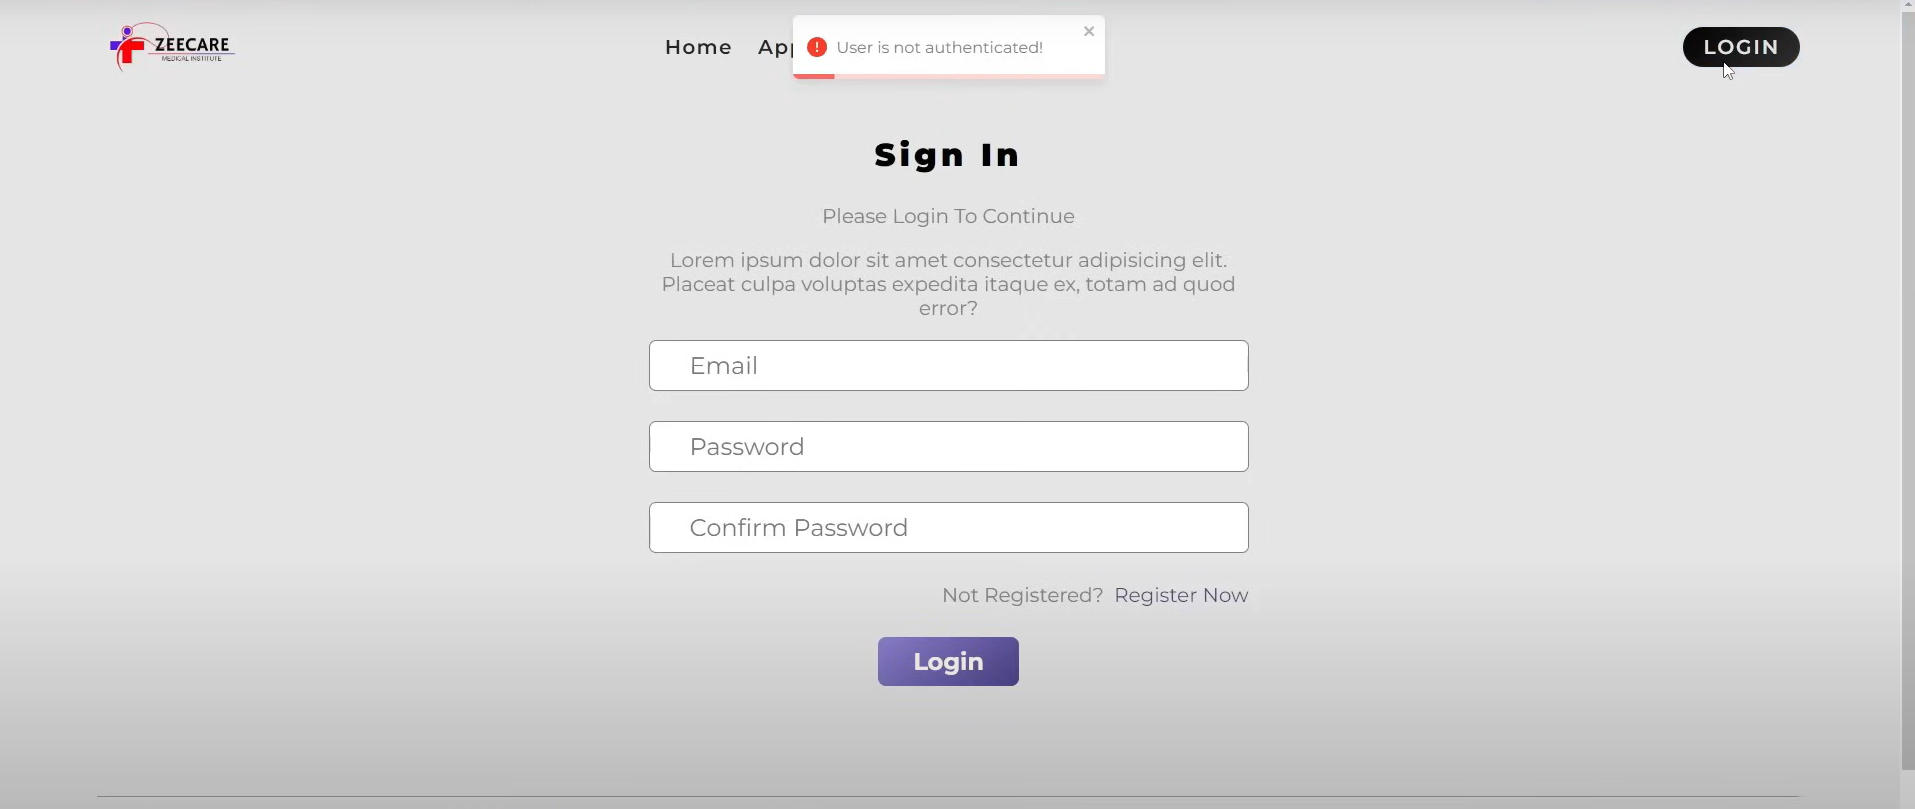 ZEECARE
MEDICAL INSTITUTE
Home
User is not authenticated!
LOGIN
Sign In
Please Login To Continue
Lorem ipsum dolor sit amet consectetur adipisicing elit.
Placeat culpa voluptas expedita itaque ex, totam ad quod
error?
Email
Password
Confirm Password
Not Registered? Register Now
Login